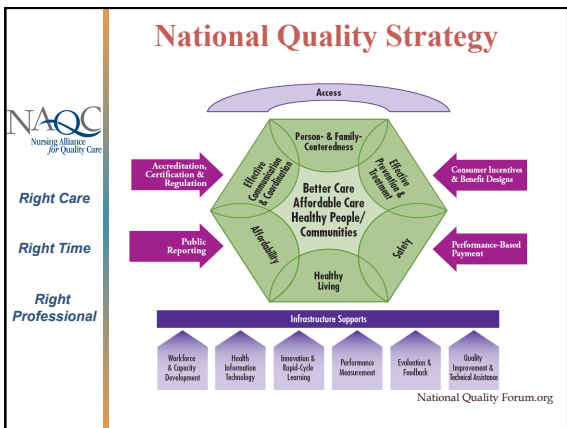 National Quality Strategy
NAQC
Nursing Alliance
for Quality Care
Right Care
Right Time
Right
Professional
Access
Person- & Family-
Centeredness
Effective
Communication
& Coordination
Effective
Prevention &
Treatment
Accreditation,
Certification &
Regulation
Consumer Incentives
& Benefit Designs
Better Care
Affordable Care
Healthy People/
Communities
Public
Reporting
Affordability
Safety
Performance-Based
Payment
Healthy
Living
Infrastructure Supports
Workforce
& Capacity
Development
Health
Information
Technology
Innovation &
Rapid-Cycle
Learning
Performance
Measurement
Evaluation &
Feedback
Quality
Improvement &
Technical Assistance
National Quality Forum.org